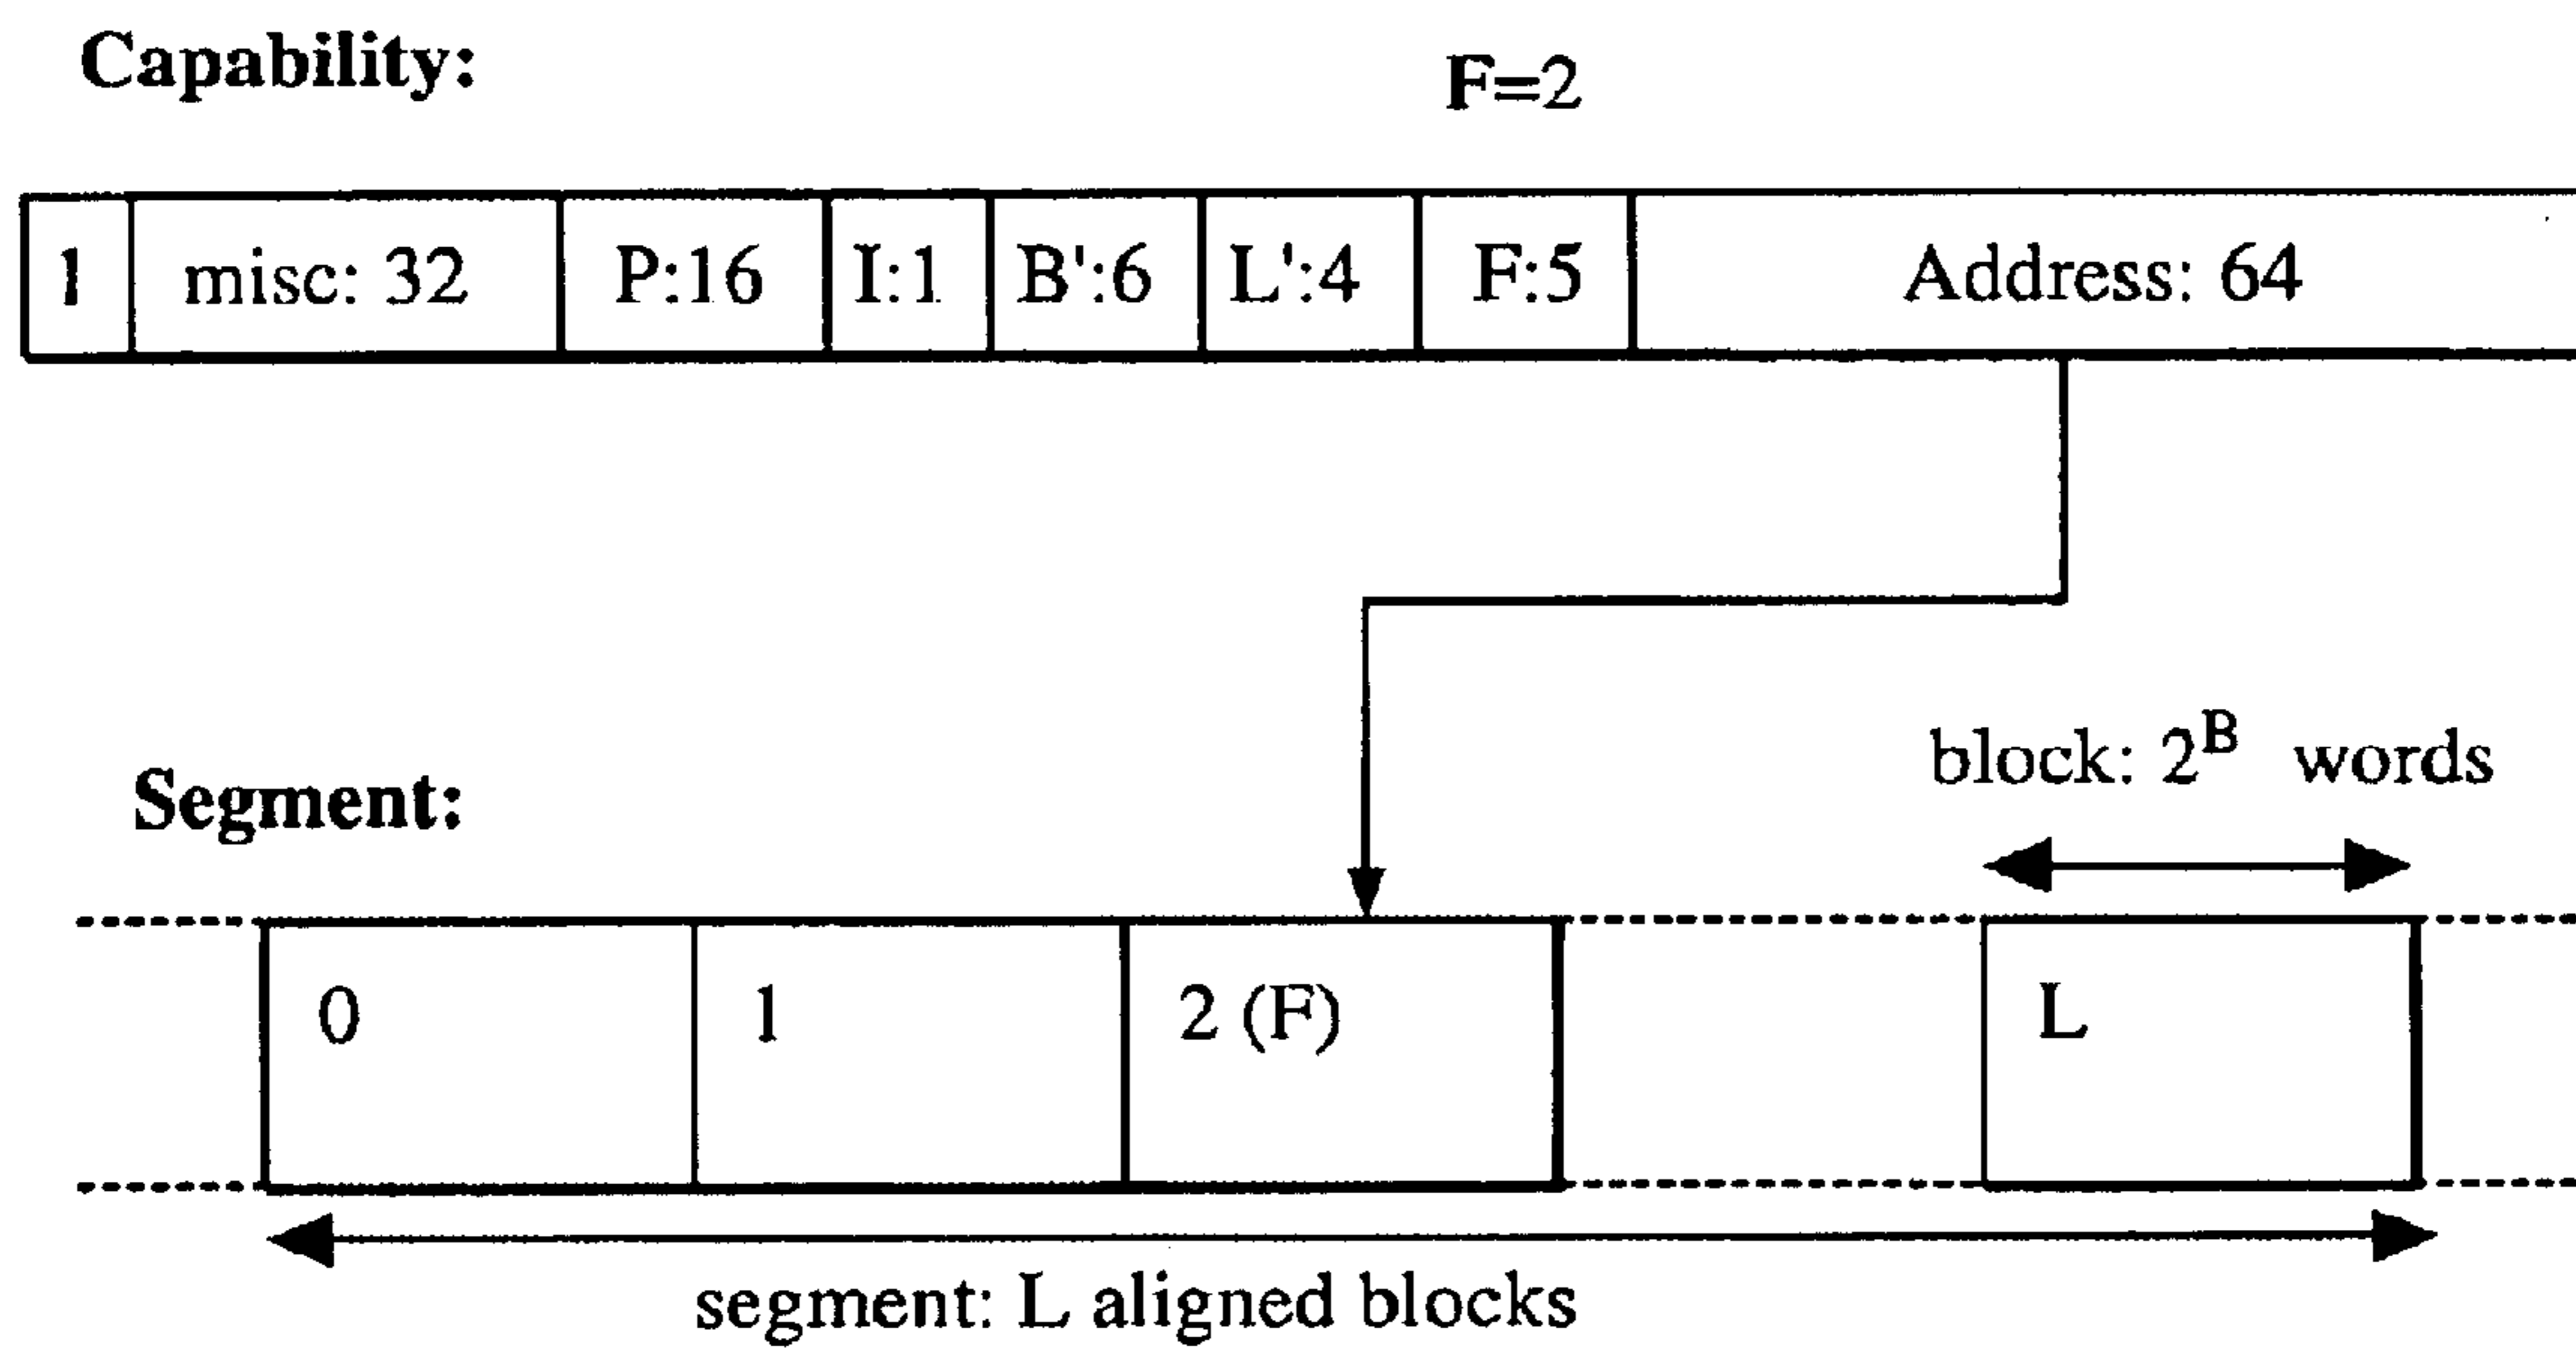 Capability:
F=2
1 misc: 32 P:16 I:1 B':6 L':4 F:5 Address: 64
block: 2^B words
Segment:
0 1 2 (F) L
segment: L aligned blocks